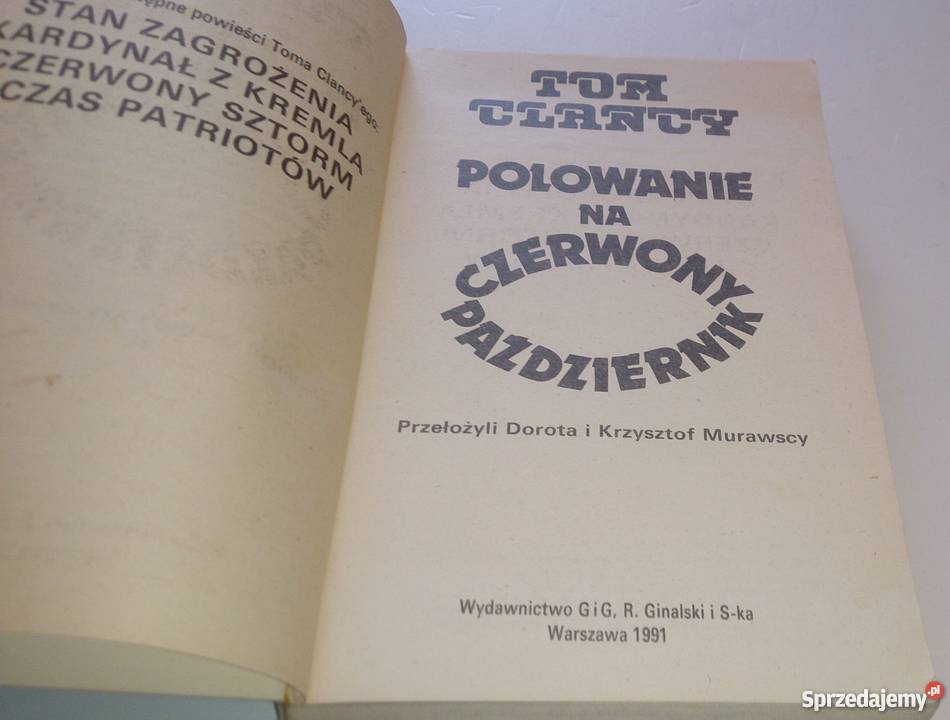 pne powieści Toma Clancy'ego:
STAN ZAGROŻENIA
KARDYNAŁ Z KREMLA
CZERWONY SZTORM
CZAS PATRIOTÓW
TOM
CLANCY
POLOWANIE
NA
CZERWONY
PAŹDZIERNIK
Przełożyli Dorota i Krzysztof Murawscy
Wydawnictwo G i G, R. Ginalski i S-ka
Warszawa 1991
Sprzedajemy.pl